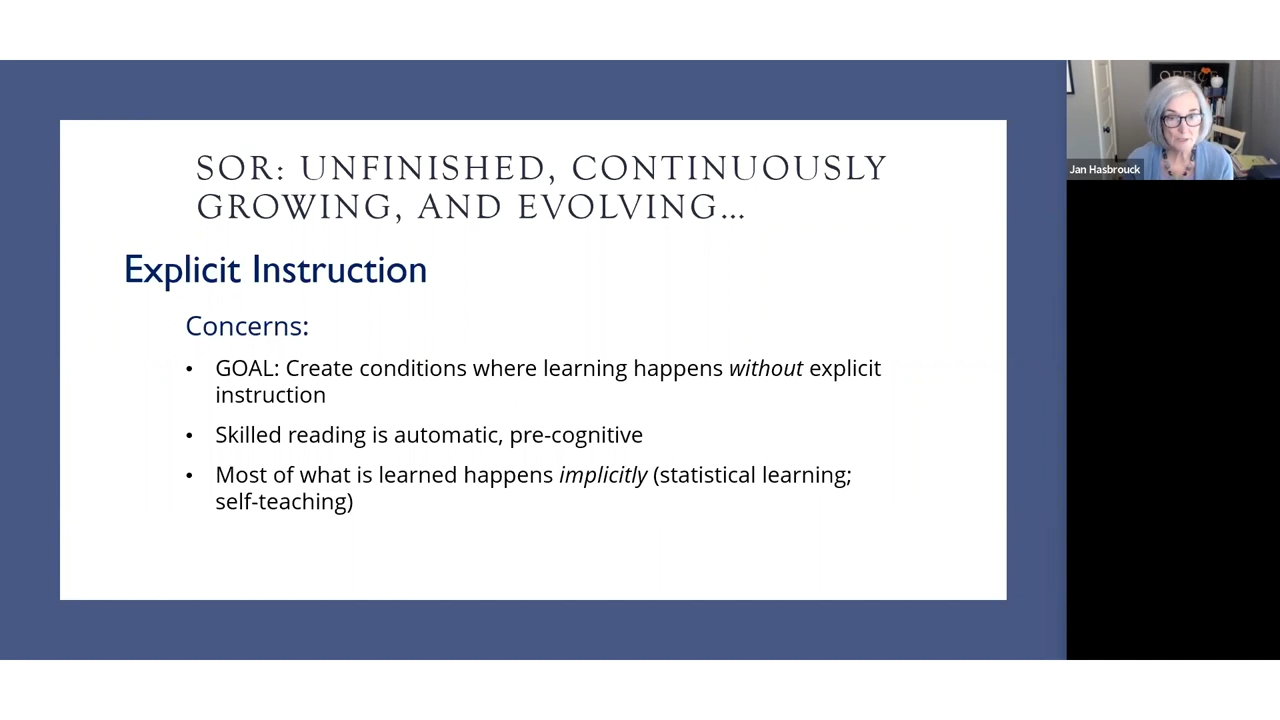 SOR: UNFINISHED, CONTINUOUSLY
GROWING, AND EVOLVING…
Explicit Instruction
Concerns:
• GOAL: Create conditions where learning happens without explicit
instruction
• Skilled reading is automatic, pre-cognitive
• Most of what is learned happens implicitly (statistical learning;
self-teaching)
OFFICE
Jan Hasbrouck